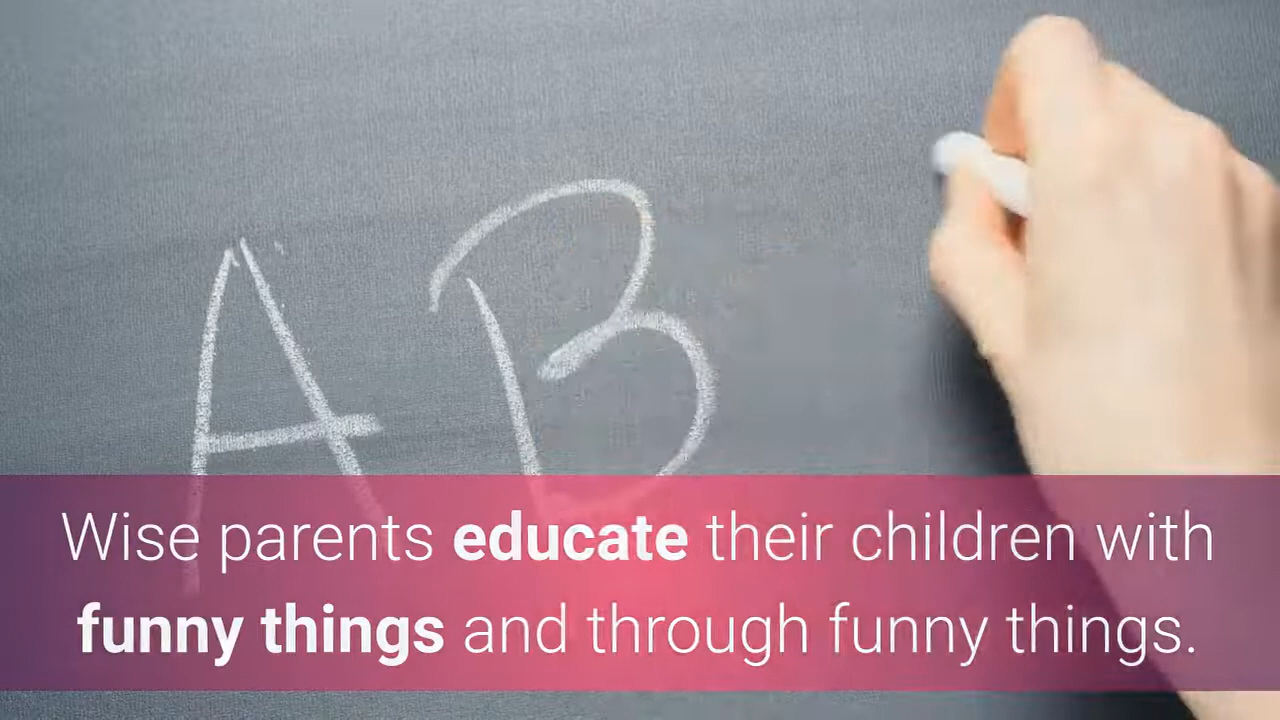 A B
Wise parents educate their children with
funny things and through funny things.